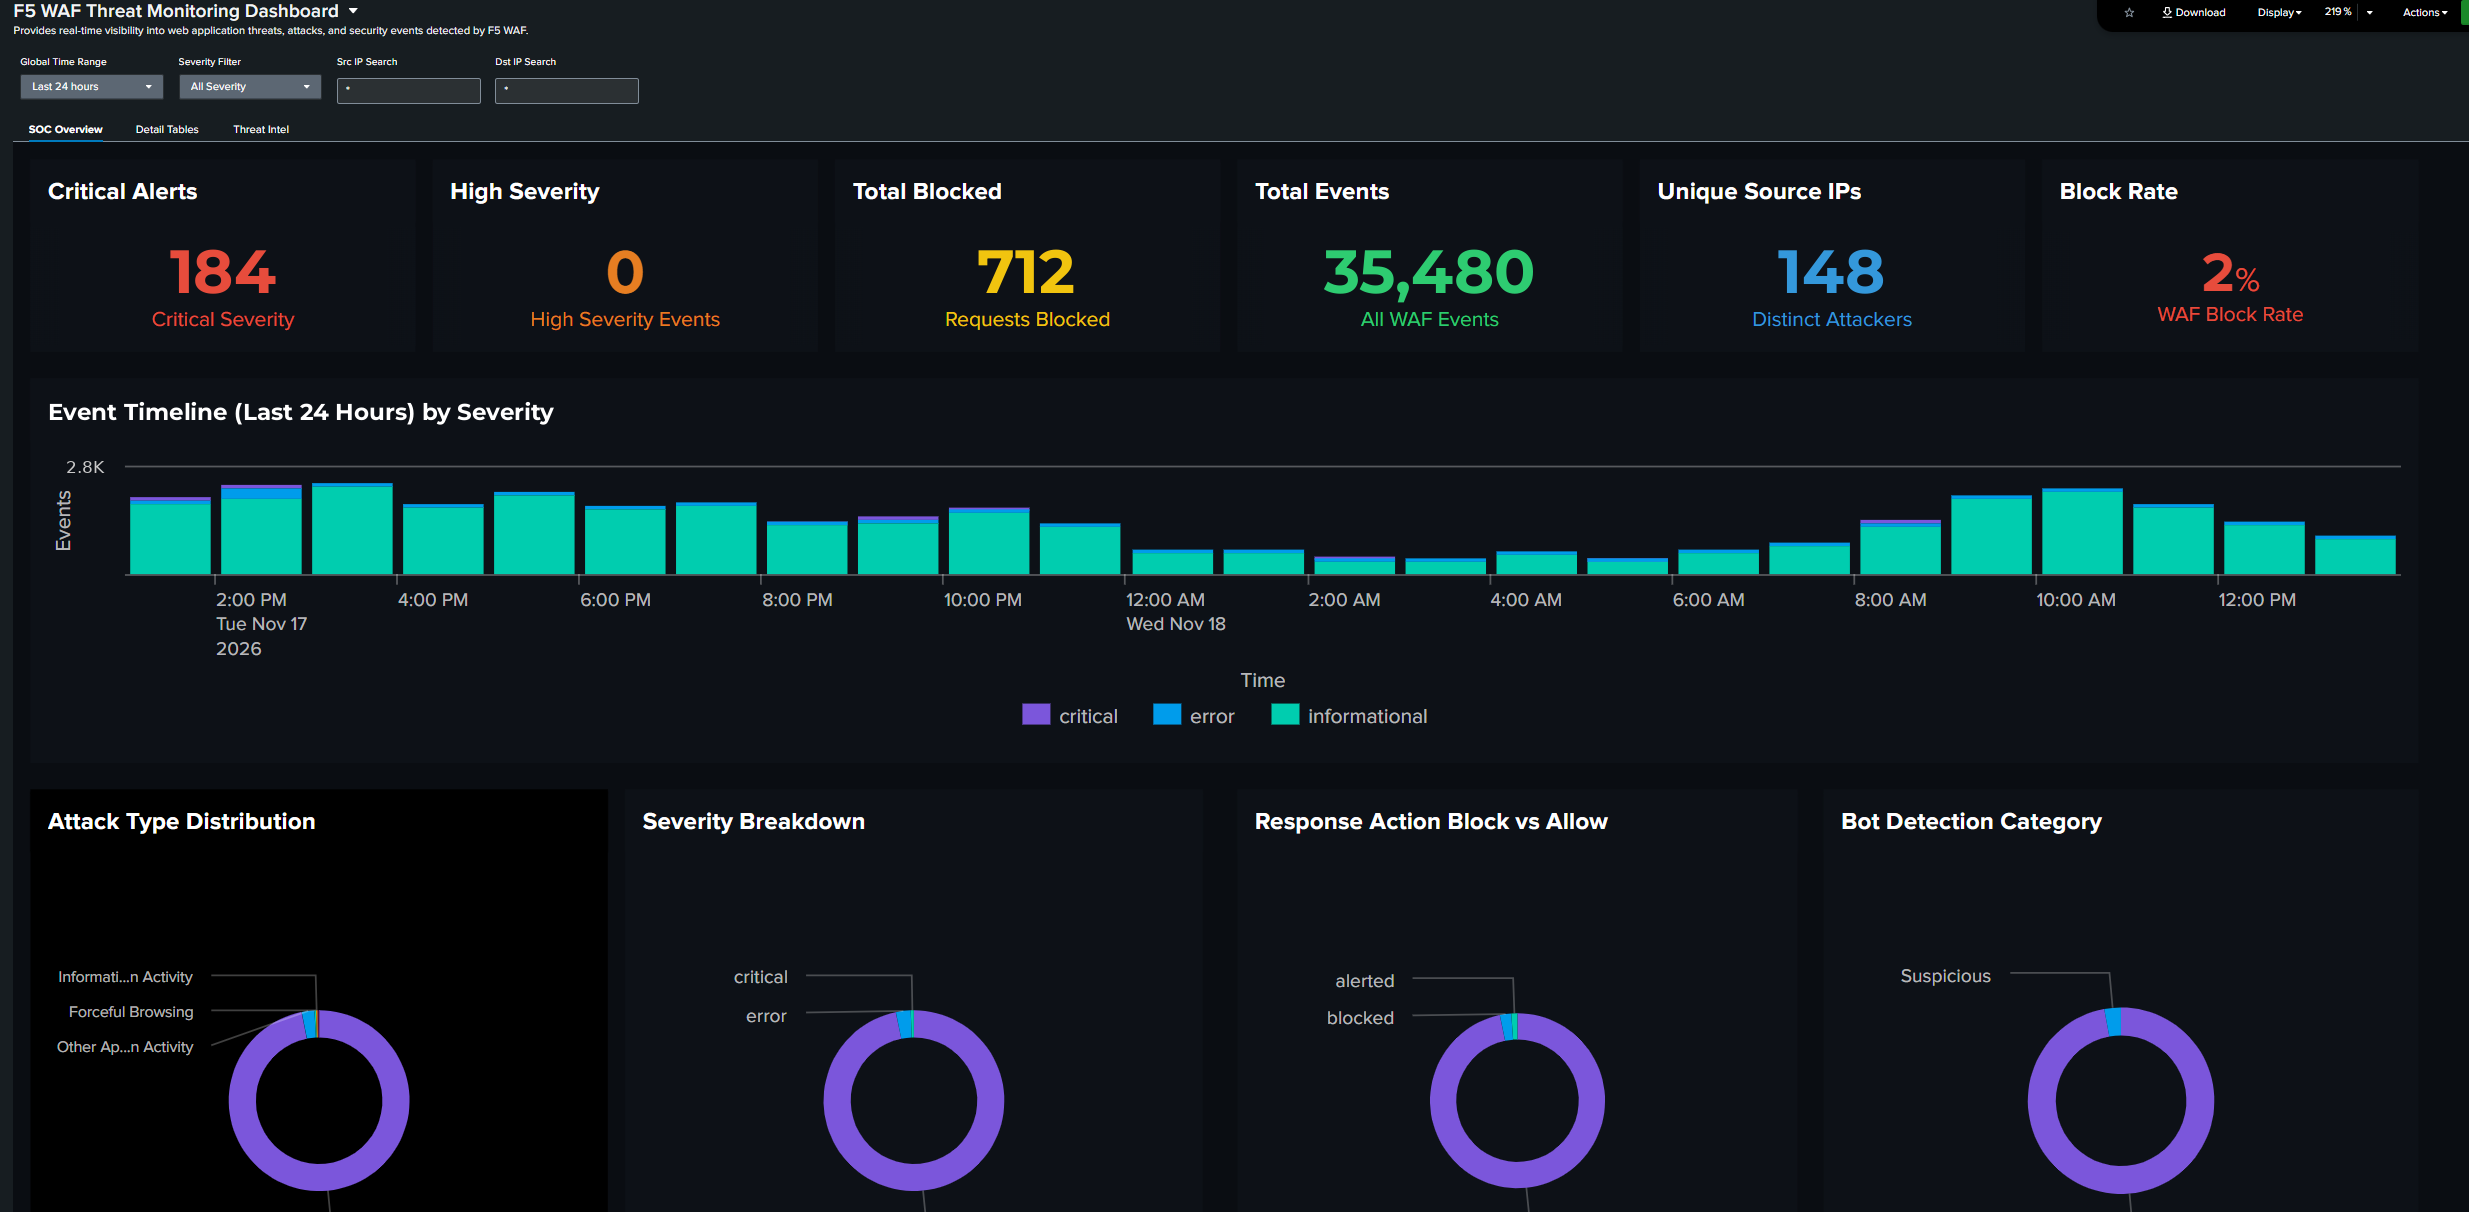 F5 WAF Threat Monitoring Dashboard
Provides real-time visibility into web application threats, attacks, and security events detected by F5 WAF.
Download
Display
219 %
Actions
Global Time Range
Severity Filter
Src IP Search
Dst IP Search
Last 24 hours
All Severity
*
*
SOC Overview
Detail Tables
Threat Intel
Critical Alerts
184
Critical Severity
High Severity
0
High Severity Events
Total Blocked
712
Requests Blocked
Total Events
35,480
All WAF Events
Unique Source IPs
148
Distinct Attackers
Block Rate
2%
WAF Block Rate
Event Timeline (Last 24 Hours) by Severity
2.8K
Events
2:00 PM
Tue Nov 17
2026
4:00 PM
6:00 PM
8:00 PM
10:00 PM
12:00 AM
Wed Nov 18
2:00 AM
4:00 AM
6:00 AM
8:00 AM
10:00 AM
12:00 PM
Time
critical
error
informational
Attack Type Distribution
Informati...n Activity
Forceful Browsing
Other Ap...n Activity
Severity Breakdown
critical
error
Response Action Block vs Allow
alerted
blocked
Bot Detection Category
Suspicious